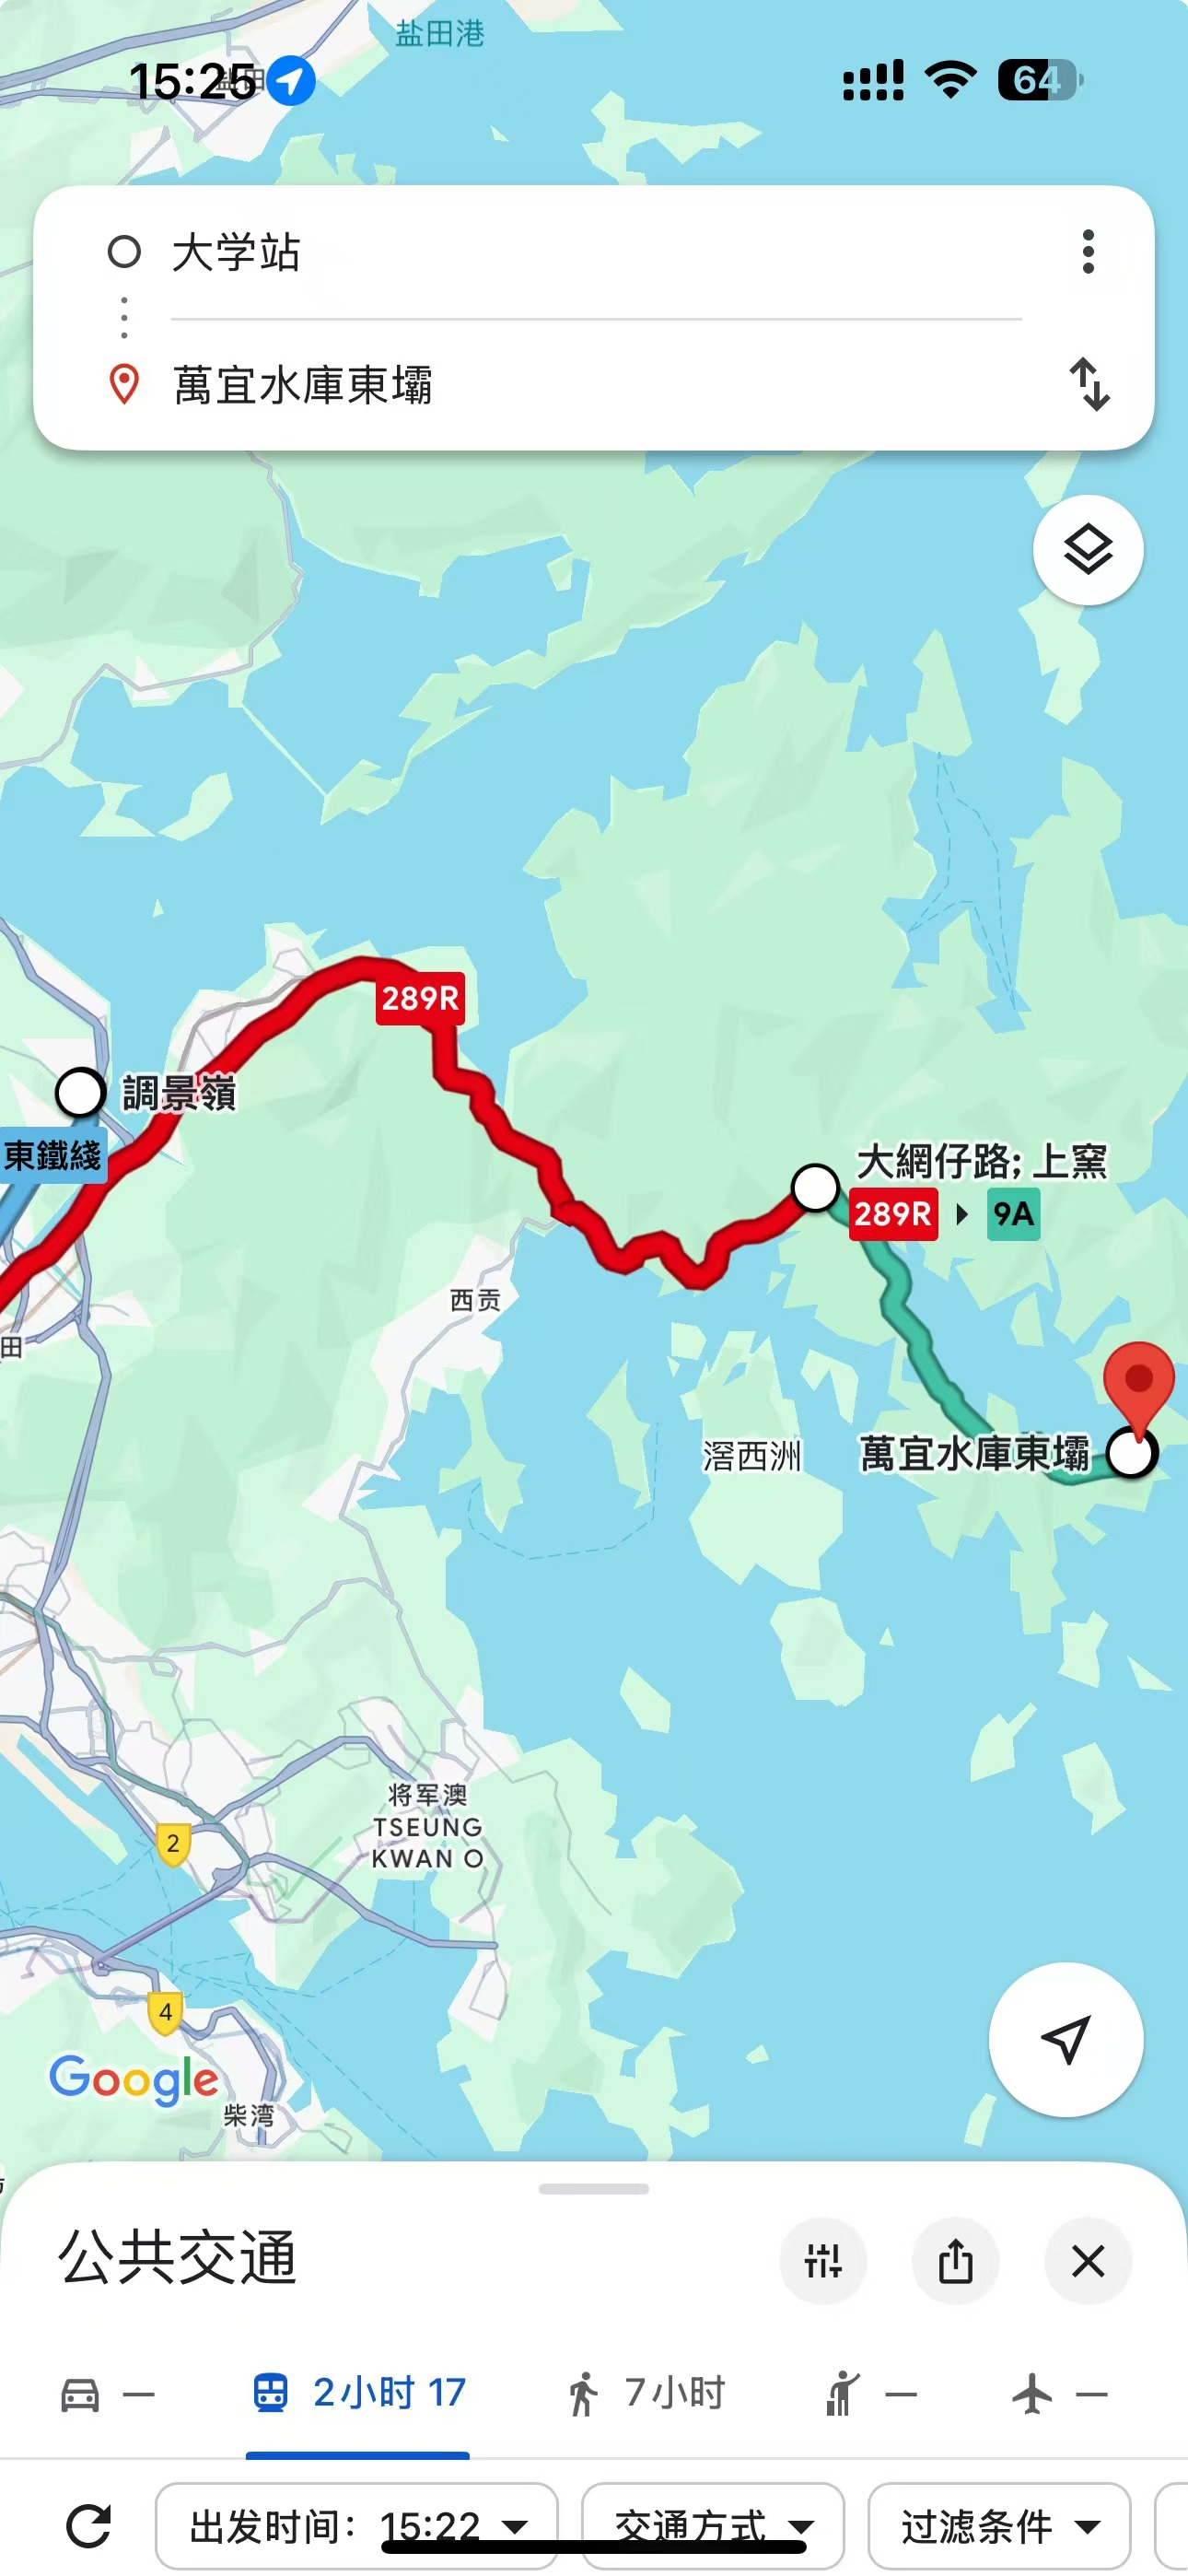 盐田港
15:25
盐田
64
大学站
萬宜水庫東壩
289R
調景嶺
東鐵綫
大網仔路; 上窯
289R
9A
田
西贡
滘西洲
萬宜水庫東壩
将军澳
TSEUNG
KWAN O
2
4
Google
柴湾
公共交通
—
2小时 17
7小时
—
—
出发时间：15:22
交通方式
过滤条件